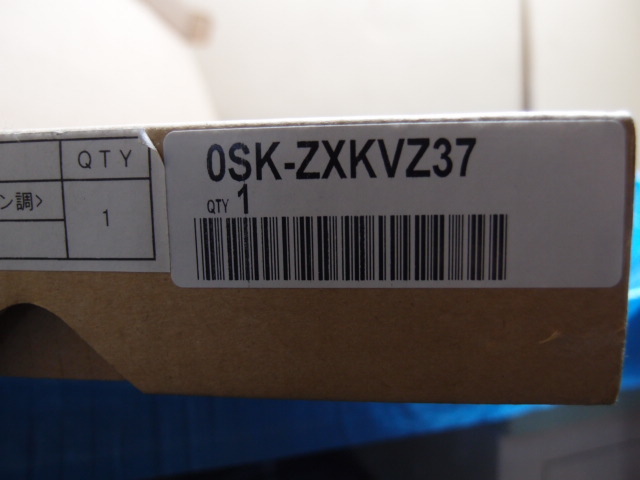 QTY
ン調>
1
0SK-ZXKVZ37
QTY 1